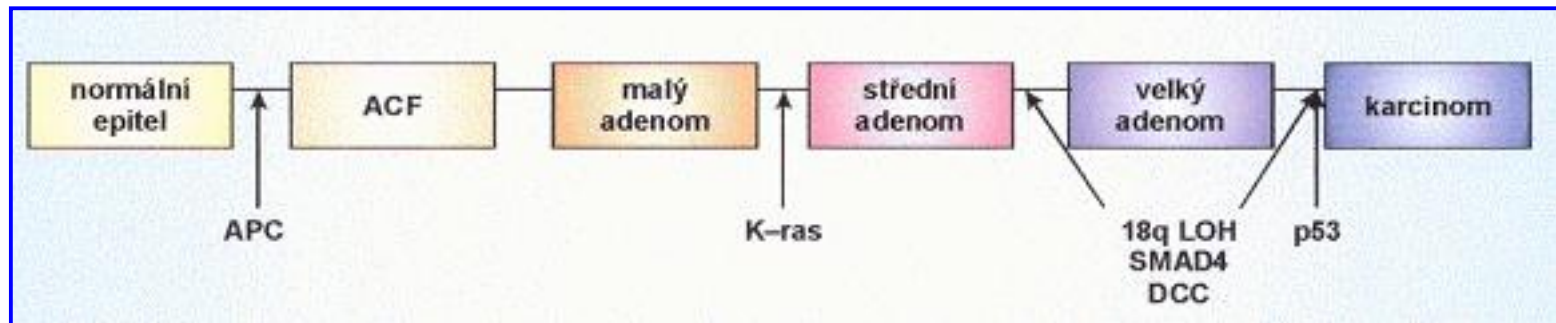 normální
epitel
ACF
malý
adenom
střední
adenom
velký
adenom
karcinom
APC
K–ras
18q LOH
SMAD4
DCC
p53